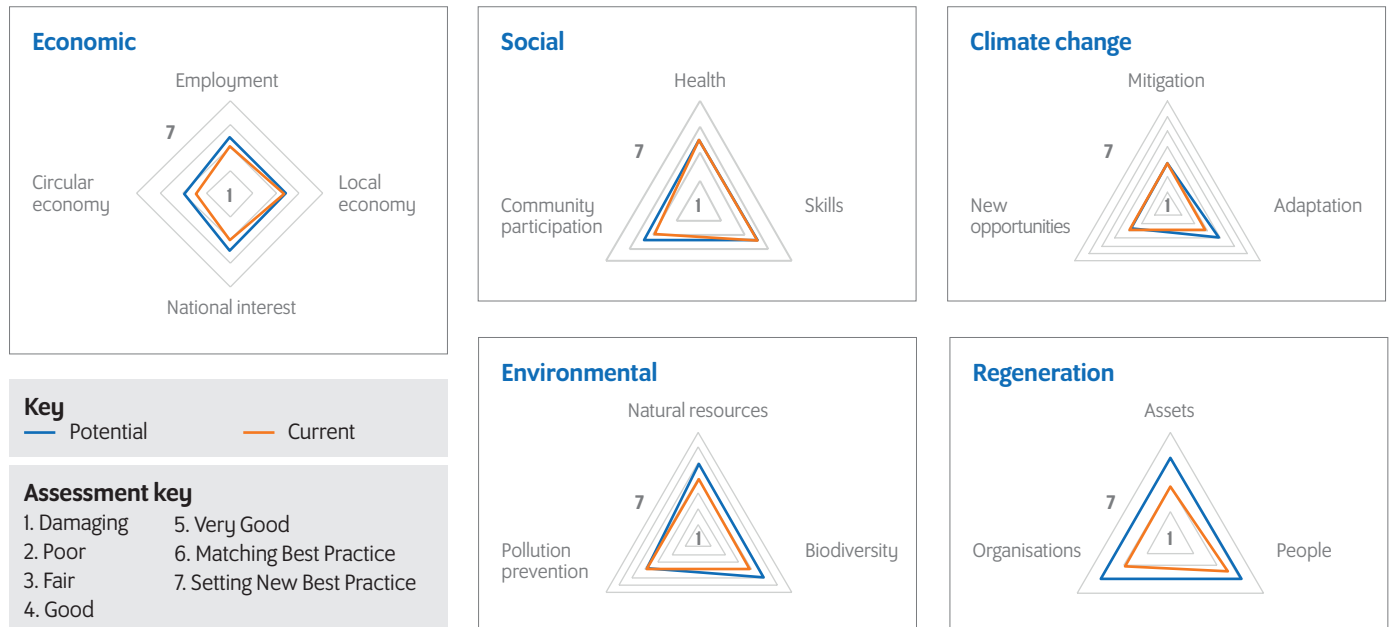 Economic
Employment
7
Circular
economy
1
Local
economy
National interest
Social
Health
7
Community
participation
1
Skills
Climate change
Mitigation
7
New
opportunities
1
Adaptation
Key
Potential
Current
Assessment key
1. Damaging
2. Poor
3. Fair
4. Good
5. Very Good
6. Matching Best Practice
7. Setting New Best Practice
Environmental
Natural resources
7
Pollution
prevention
1
Biodiversity
Regeneration
Assets
7
Organisations
1
People